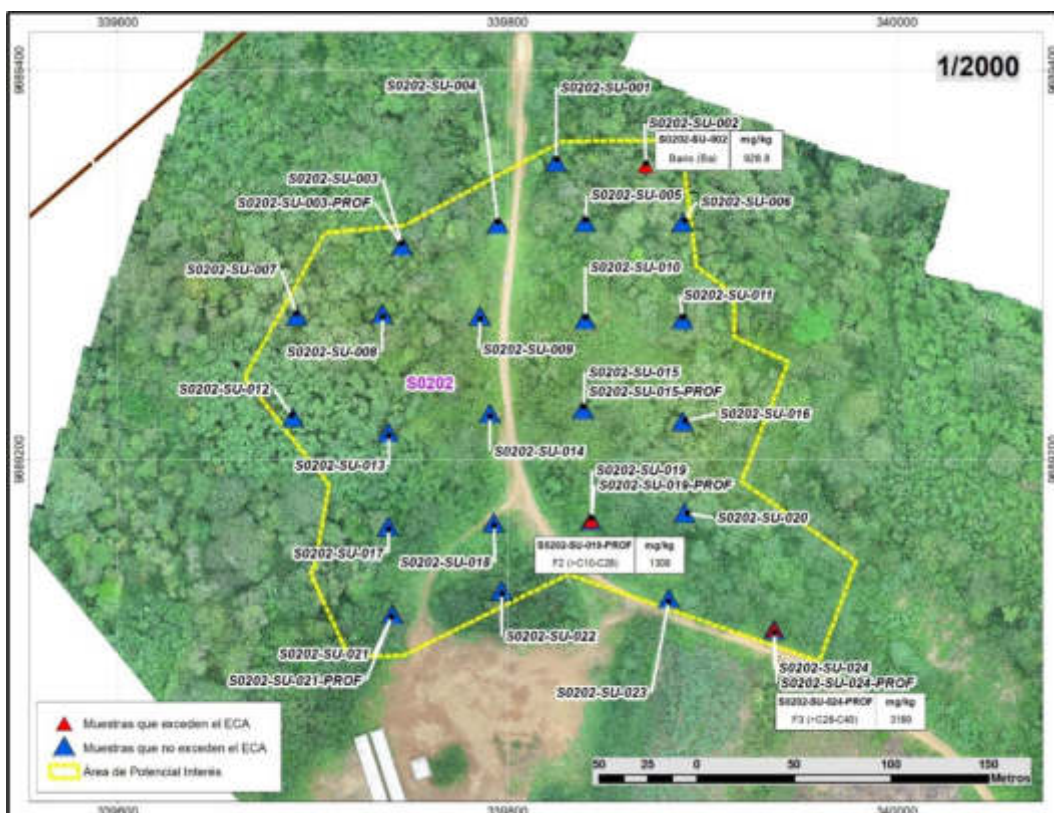 339600
339800
340000
1/2000
9689400
S0202-SU-004
S0202-SU-001
S0202-SU-002
S0202-SU-002 mg/kg
Bario (Ba)
S0202-SU-003
S0202-SU-003-PROF
S0202-SU-005
S0202-SU-006
S0202-SU-007
S0202-SU-010
S0202-SU-011
S0202-SU-008
S0202-SU-009
S0202
S0202-SU-012
S0202-SU-015
S0202-SU-015-PROF
S0202-SU-016
S0202-SU-013
S0202-SU-014
9689200
S0202-SU-019
S0202-SU-019-PROF
S0202-SU-020
S0202-SU-017
S0202-SU-018
S0202-SU-019-PROF mg/kg
F2 (>C10-C28)
S0202-SU-022
S0202-SU-021
S0202-SU-021-PROF
S0202-SU-023
S0202-SU-024
S0202-SU-024-PROF
S0202-SU-024-PROF mg/kg
F3 (>C28-C40)
Muestras que exceden el ECA
Muestras que no exceden el ECA
Área de Potencial Interés
50 25 0 50 100 150
Metros
339600
339800
340000